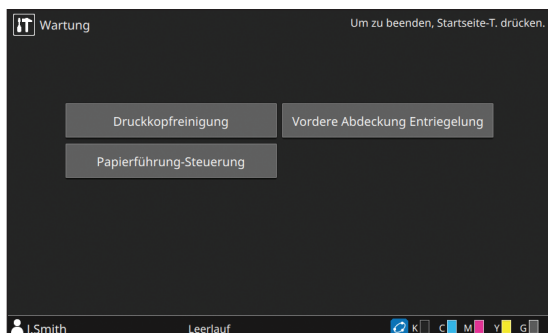 Wartung
Um zu beenden, Startseite-T. drücken.
Druckkopfreinigung
Vordere Abdeckung Entriegelung
Papierführung-Steuerung
J.Smith
Leerlauf
K C M Y G